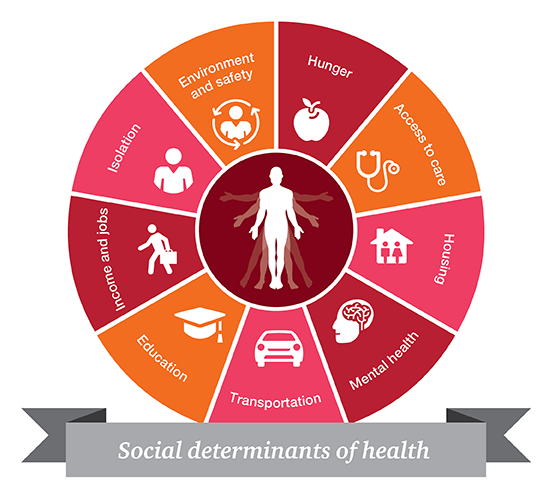 Environment
and safety
Hunger
Access to care
Housing
Mental health
Transportation
Education
Income and jobs
Isolation
Social determinants of health